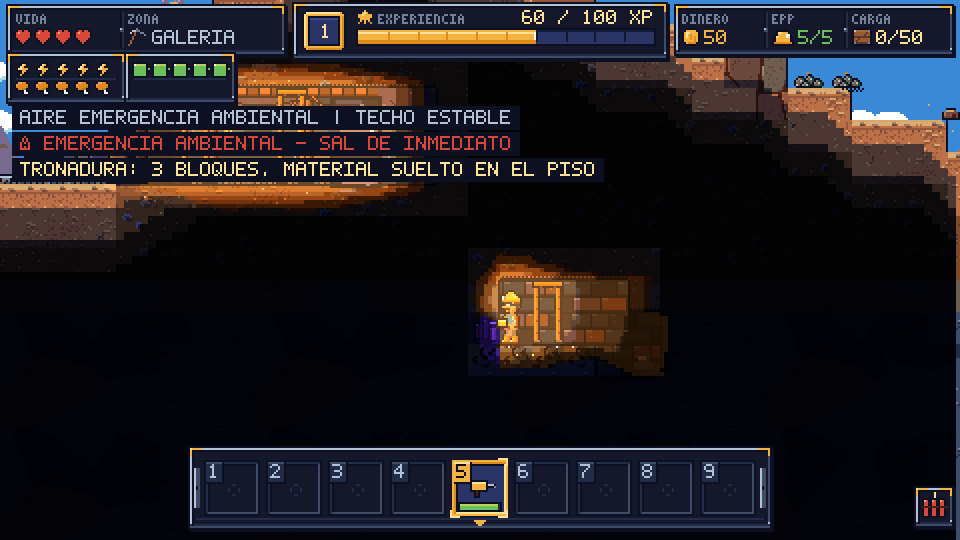 VIDA
ZONA
GALERIA
1
EXPERIENCIA
60 / 100 XP
DINERO
50
EPP
5/5
CARGA
0/50
AIRE EMERGENCIA AMBIENTAL | TECHO ESTABLE
EMERGENCIA AMBIENTAL - SAL DE INMEDIATO
TRONADURA: 3 BLOQUES. MATERIAL SUELTO EN EL PISO
1 2 3 4 5 6 7 8 9